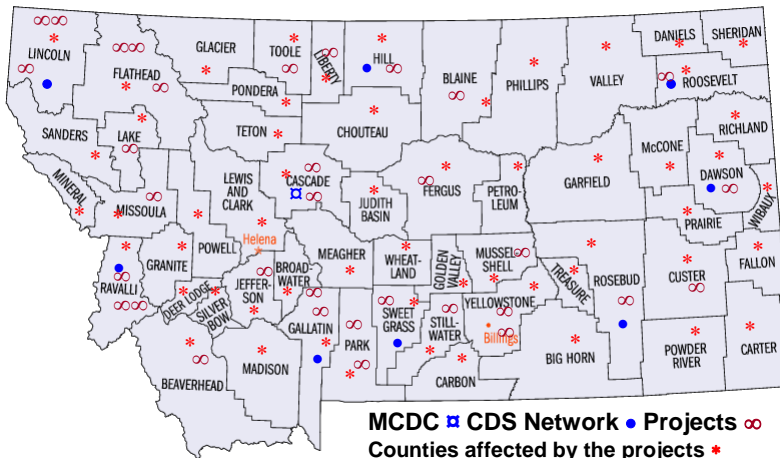 LINCOLN
FLATHEAD
GLACIER
TOOLE
LIBERTY
HILL
BLAINE
PHILLIPS
VALLEY
DANIELS
SHERIDAN
ROOSEVELT
PONDERA
SANDERS
LAKE
TETON
CHOUTEAU
RICHLAND
McCONE
MINERAL
MISSOULA
LEWIS
AND
CLARK
CASCADE
JUDITH
BASIN
FERGUS
PETRO-
LEUM
GARFIELD
DAWSON
WIBAUX
PRAIRIE
POWELL
Helena
GRANITE
RAVALLI
DEER LODGE
SILVER
BOW
JEFFER-
SON
BROAD-
WATER
MEAGHER
WHEAT-
LAND
GOLDEN
VALLEY
MUSSEL-
SHELL
TREASURE
ROSEBUD
CUSTER
FALLON
GALLATIN
PARK
SWEET
GRASS
STILL-
WATER
YELLOWSTONE
Billings
BIG HORN
POWDER
RIVER
CARTER
BEAVERHEAD
MADISON
CARBON
MCDC ¤ CDS Network ● Projects ∞
Counties affected by the projects *